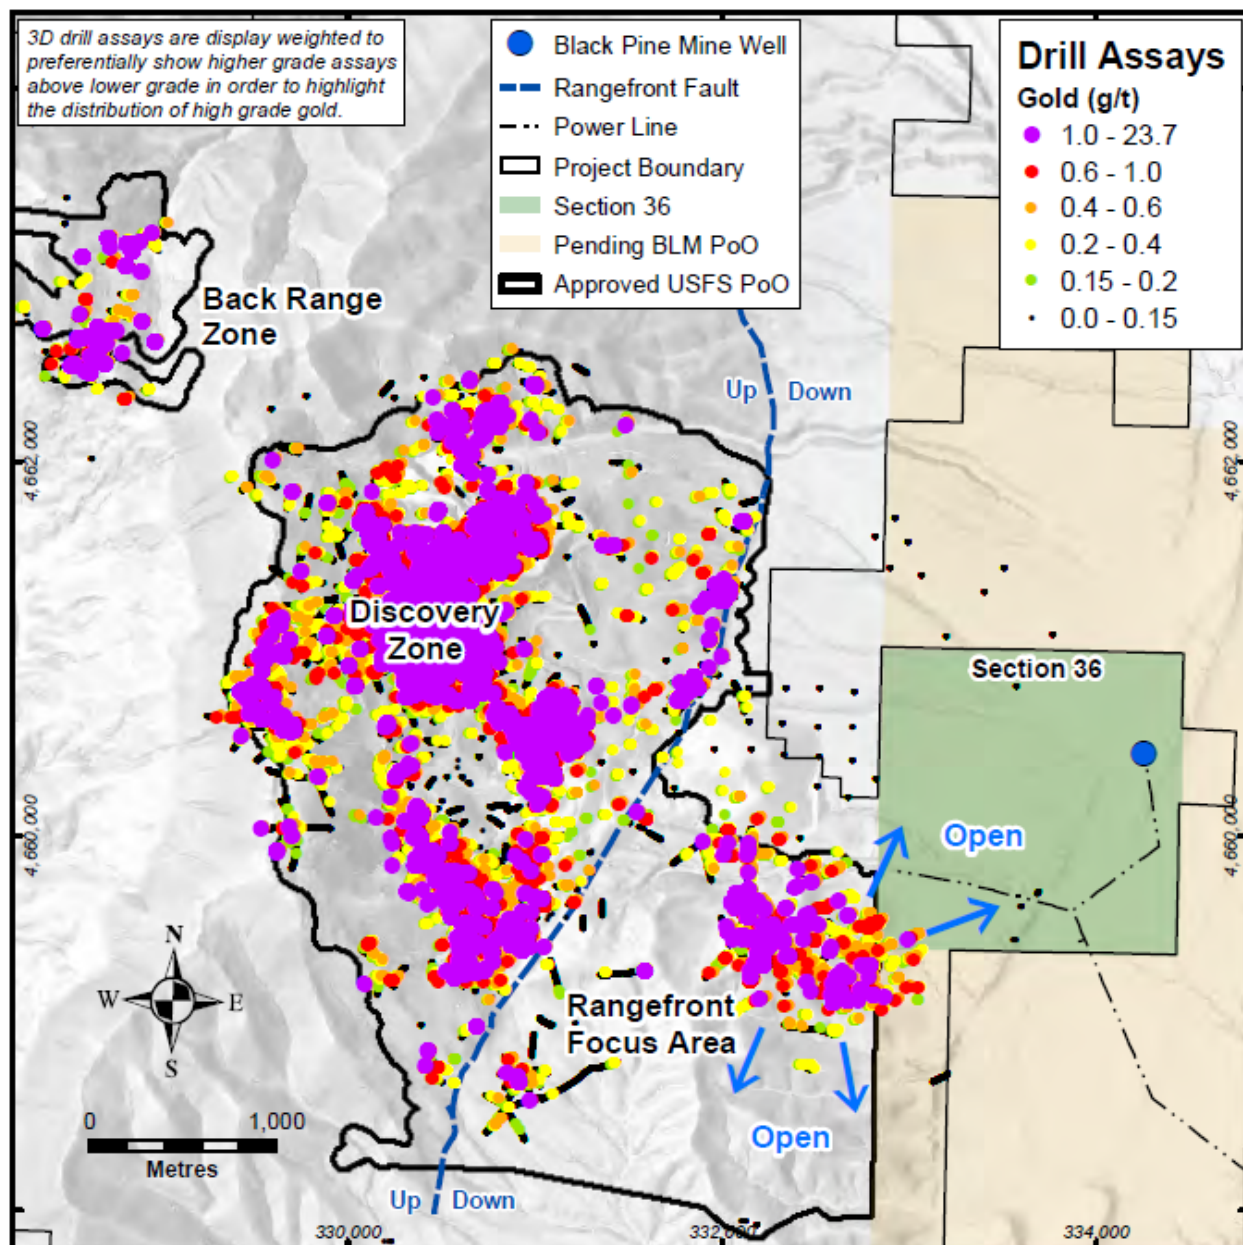 3D drill assays are display weighted to
preferentially show higher grade assays
above lower grade in order to highlight
the distribution of high grade gold.
Black Pine Mine Well
Rangefront Fault
Power Line
Project Boundary
Section 36
Pending BLM PoO
Approved USFS PoO
Drill Assays
Gold (g/t)
1.0 - 23.7
0.6 - 1.0
0.4 - 0.6
0.2 - 0.4
0.15 - 0.2
0.0 - 0.15
Back Range
Zone
Up Down
4,662,000
4,662,000
Discovery
Zone
Section 36
4,660,000
4,660,000
Open
N
W E
S
Rangefront
Focus Area
0 1,000
Metres
Open
Up Down
330,000
332,000
334,000